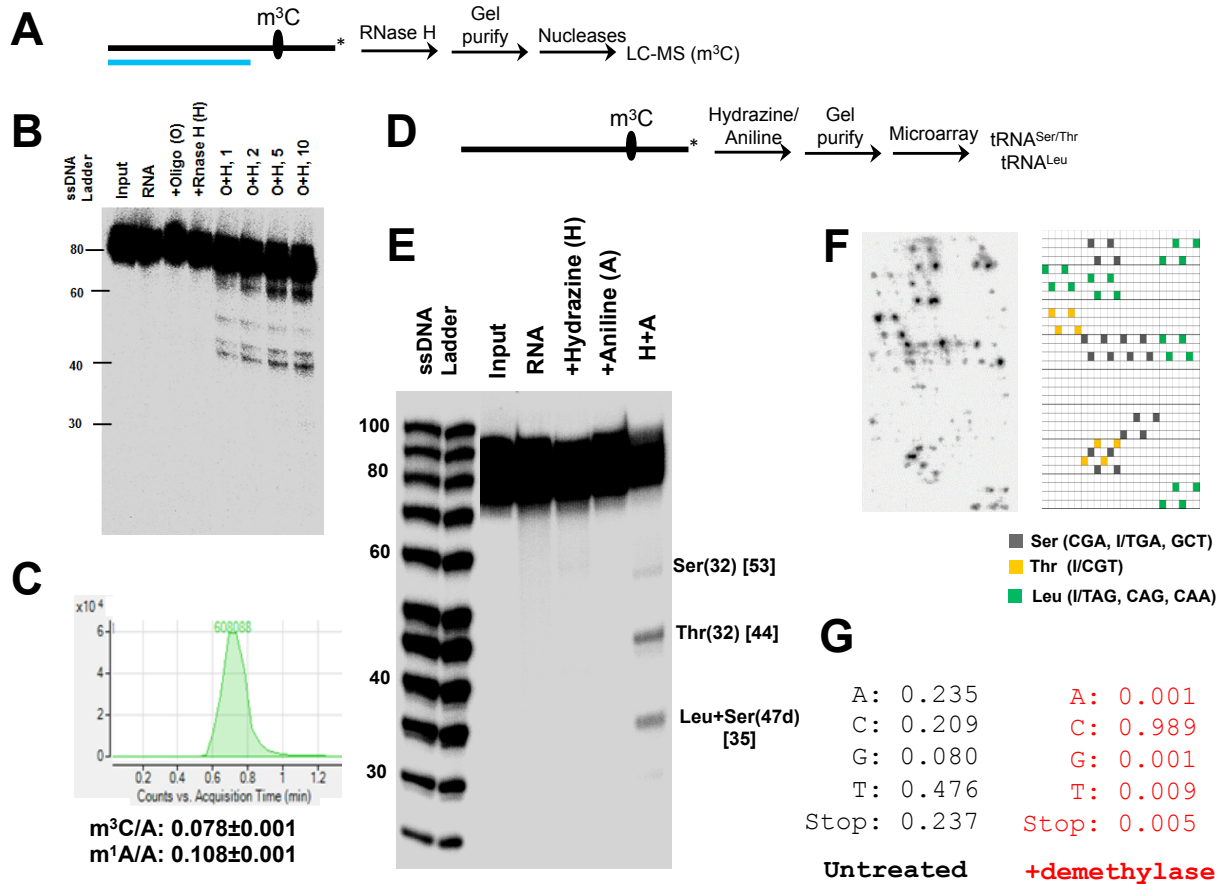 A
m³C
*
RNase H
Gel
purify
Nucleases
LC-MS (m³C)
B
ssDNA
Ladder
Input
RNA
+Oligo (O)
+Rnase H (H)
O+H, 1
O+H, 2
O+H, 5
O+H, 10
80
60
40
30
C
x10 4
6
4
2
0
608088
0.2 0.4 0.6 0.8 1 1.2
Counts vs. Acquisition Time (min)
m³C/A: 0.078±0.001
m¹A/A: 0.108±0.001
D
m³C
*
Hydrazine/
Aniline
Gel
purify
Microarray
tRNASer/Thr
tRNALeu
E
ssDNA
Ladder
Input
RNA
+Hydrazine (H)
+Aniline (A)
H+A
100
80
60
40
30
Ser(32) [53]
Thr(32) [44]
Leu+Ser(47d)
[35]
F
Ser (CGA, I/TGA, GCT)
Thr (I/CGT)
Leu (I/TAG, CAG, CAA)
G
A: 0.235
C: 0.209
G: 0.080
T: 0.476
Stop: 0.237
Untreated
A: 0.001
C: 0.989
G: 0.001
T: 0.009
Stop: 0.005
+demethylase